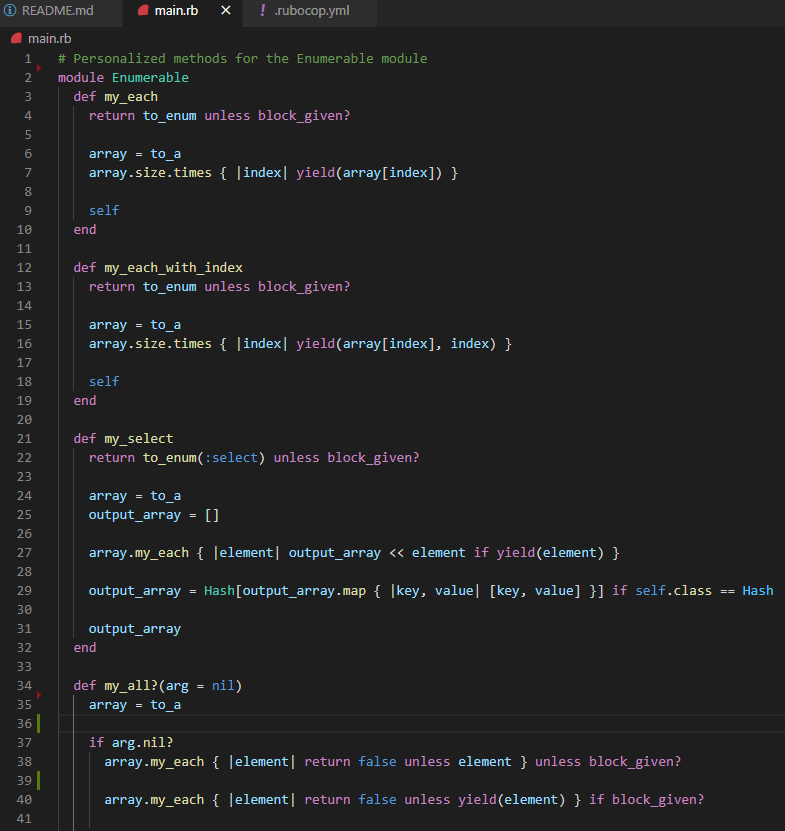 README.md main.rb × ! .rubocop.yml
main.rb
1 # Personalized methods for the Enumerable module
2 module Enumerable
3   def my_each
4     return to_enum unless block_given?
5
6     array = to_a
7     array.size.times { |index| yield(array[index]) }
8
9     self
10   end
11
12   def my_each_with_index
13     return to_enum unless block_given?
14
15     array = to_a
16     array.size.times { |index| yield(array[index], index) }
17
18     self
19   end
20
21   def my_select
22     return to_enum(:select) unless block_given?
23
24     array = to_a
25     output_array = []
26
27     array.my_each { |element| output_array << element if yield(element) }
28
29     output_array = Hash[output_array.map { |key, value| [key, value] }] if self.class == Hash
30
31     output_array
32   end
33
34   def my_all?(arg = nil)
35     array = to_a
36
37     if arg.nil?
38       array.my_each { |element| return false unless element } unless block_given?
39
40       array.my_each { |element| return false unless yield(element) } if block_given?
41